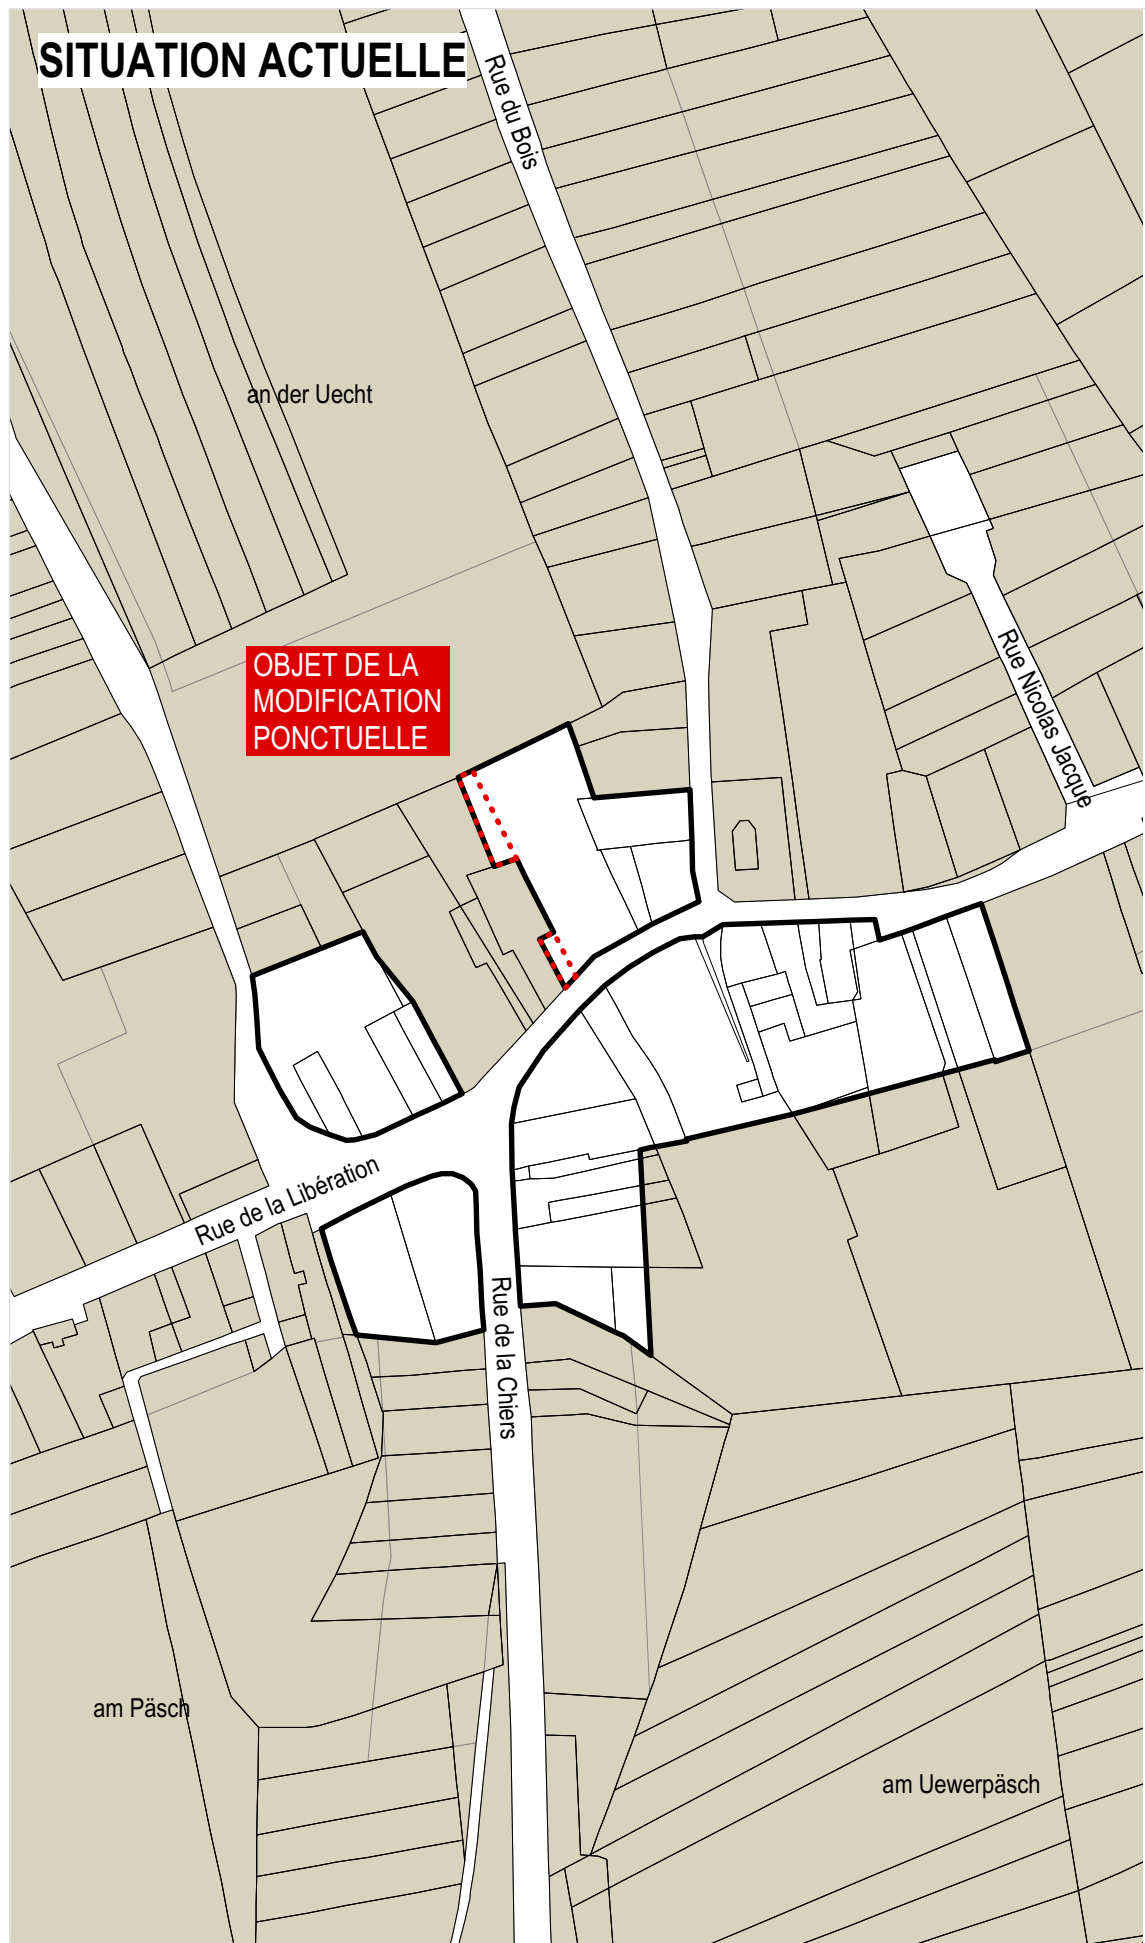 SITUATION ACTUELLE
Rue du Bois
an der Uecht
OBJET DE LA
MODIFICATION
PONCTUELLE
Rue Nicolas Jacque
Rue de la Libération
Rue de la Chiers
am Päsch
am Uewerpäsch